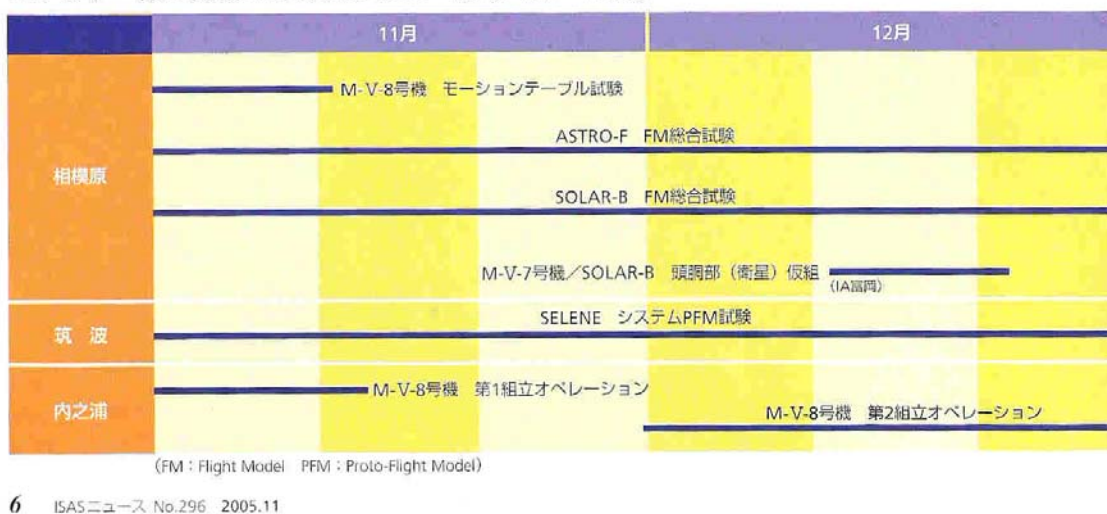 11月 12月
相模原
M-V-8号機 モーションテーブル試験
ASTRO-F FM総合試験
SOLAR-B FM総合試験
M-V-7号機／SOLAR-B 頭胴部（衛星）仮組
(IA富岡)
筑 波
SELENE システムPFM試験
内之浦
M-V-8号機 第1組立オペレーション
M-V-8号機 第2組立オペレーション
(FM：Flight Model PFM：Proto-Flight Model)
6 ISASニュース No.296 2005.11